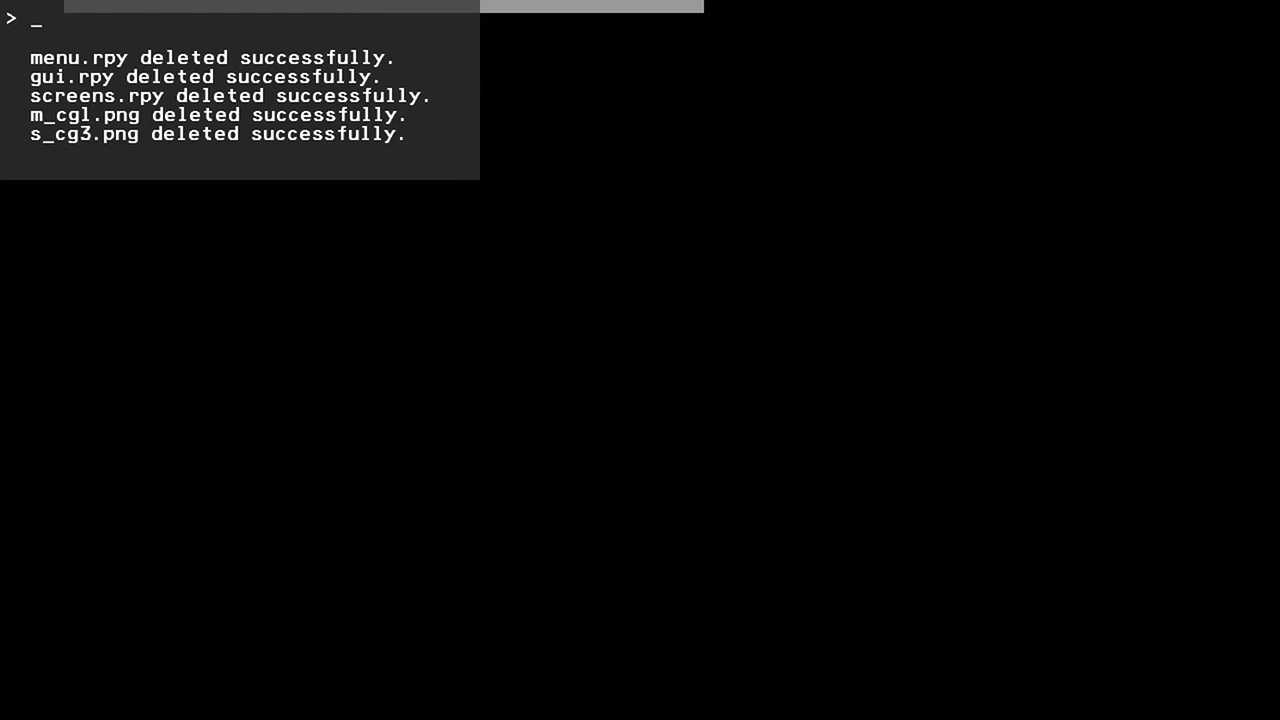 > _
menu.rpy deleted successfully.
gui.rpy deleted successfully.
screens.rpy deleted successfully.
m_cg1.png deleted successfully.
s_cg3.png deleted successfully.